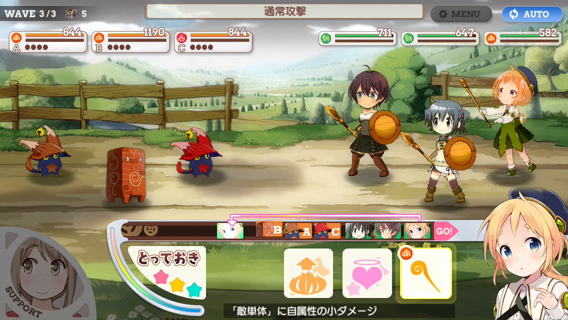 WAVE 3/3 5
通常攻撃
MENU
AUTO
844
1190
844
711
647
582
A
B
C
B A C GO!
とっておき
SUPPORT
「敵単体」に自属性の小ダメージ